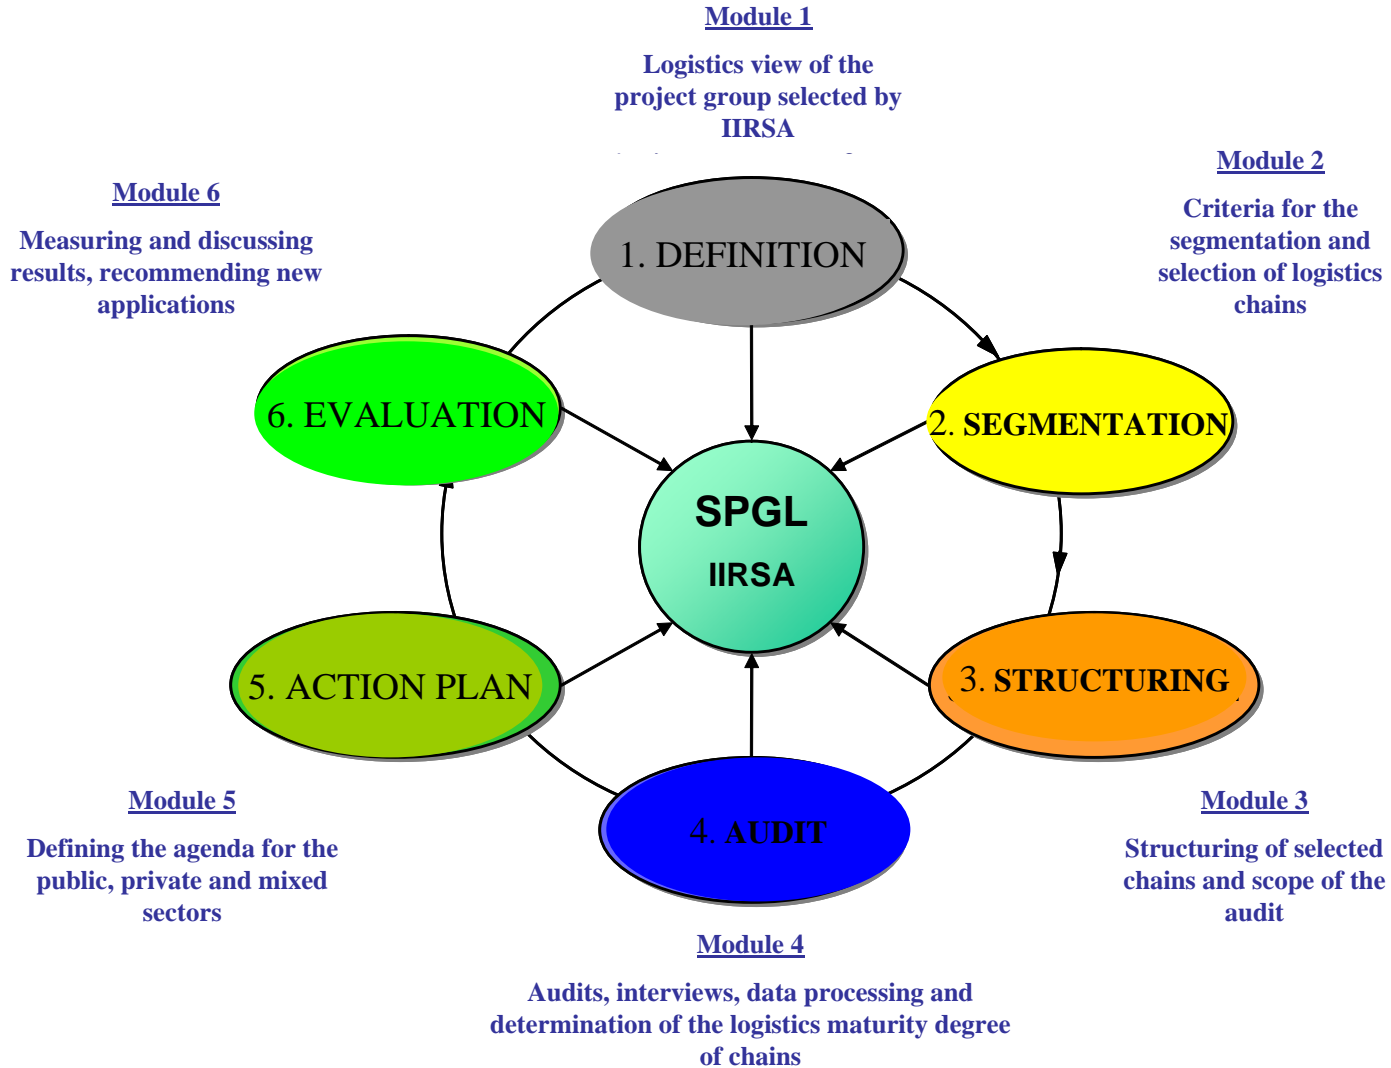 Module 1
Logistics view of the
project group selected by
IIRSA
Module 2
Criteria for the
segmentation and
selection of logistics
chains
Module 6
Measuring and discussing
results, recommending new
applications
1. DEFINITION
6. EVALUATION
2. SEGMENTATION
SPGL
IIRSA
5. ACTION PLAN
3. STRUCTURING
4. AUDIT
Module 5
Defining the agenda for the
public, private and mixed
sectors
Module 3
Structuring of selected
chains and scope of the
audit
Module 4
Audits, interviews, data processing and
determination of the logistics maturity degree
of chains